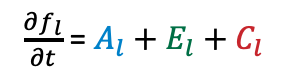 ∂f_l/∂t = A_l + E_l + C_l